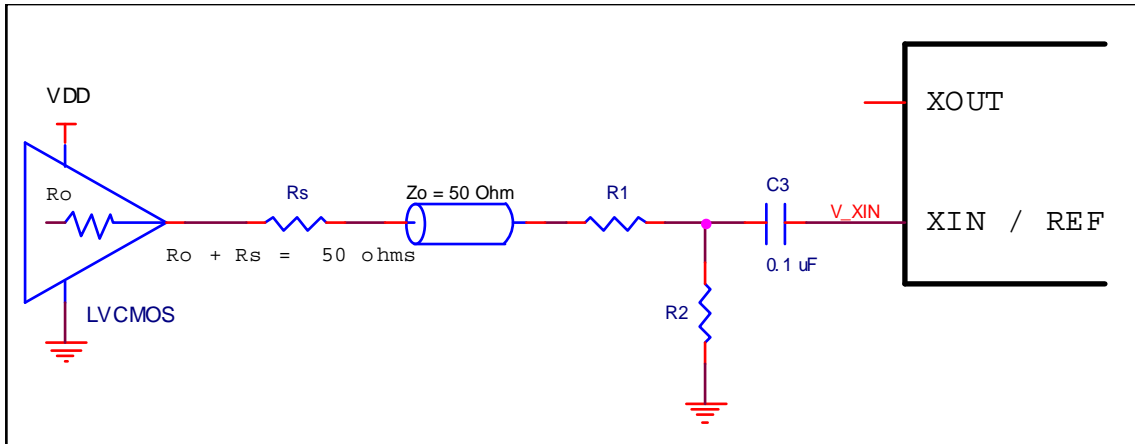 VDD
Ro
Rs
Zo = 50 Ohm
R1
C3
0.1 uF
V_XIN
XOUT
XIN / REF
Ro + Rs = 50 ohms
LVCMOS
R2